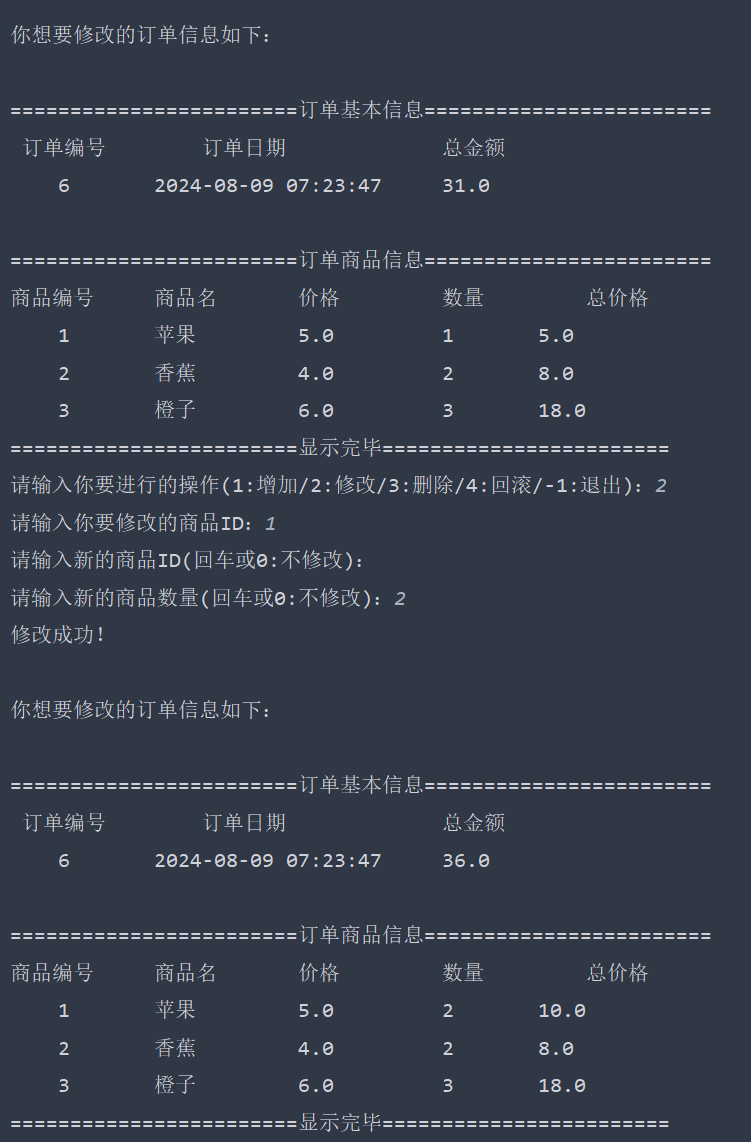 你想要修改的订单信息如下：
========================订单基本信息========================
订单编号 订单日期 总金额
6 2024-08-09 07:23:47 31.0
========================订单商品信息========================
商品编号 商品名 价格 数量 总价格
1 苹果 5.0 1 5.0
2 香蕉 4.0 2 8.0
3 橙子 6.0 3 18.0
========================显示完毕========================
请输入你要进行的操作(1:增加/2:修改/3:删除/4:回滚/-1:退出)：2
请输入你要修改的商品ID：1
请输入新的商品ID(回车或0:不修改)：
请输入新的商品数量(回车或0:不修改)：2
修改成功！
你想要修改的订单信息如下：
========================订单基本信息========================
订单编号 订单日期 总金额
6 2024-08-09 07:23:47 36.0
========================订单商品信息========================
商品编号 商品名 价格 数量 总价格
1 苹果 5.0 2 10.0
2 香蕉 4.0 2 8.0
3 橙子 6.0 3 18.0
========================显示完毕========================